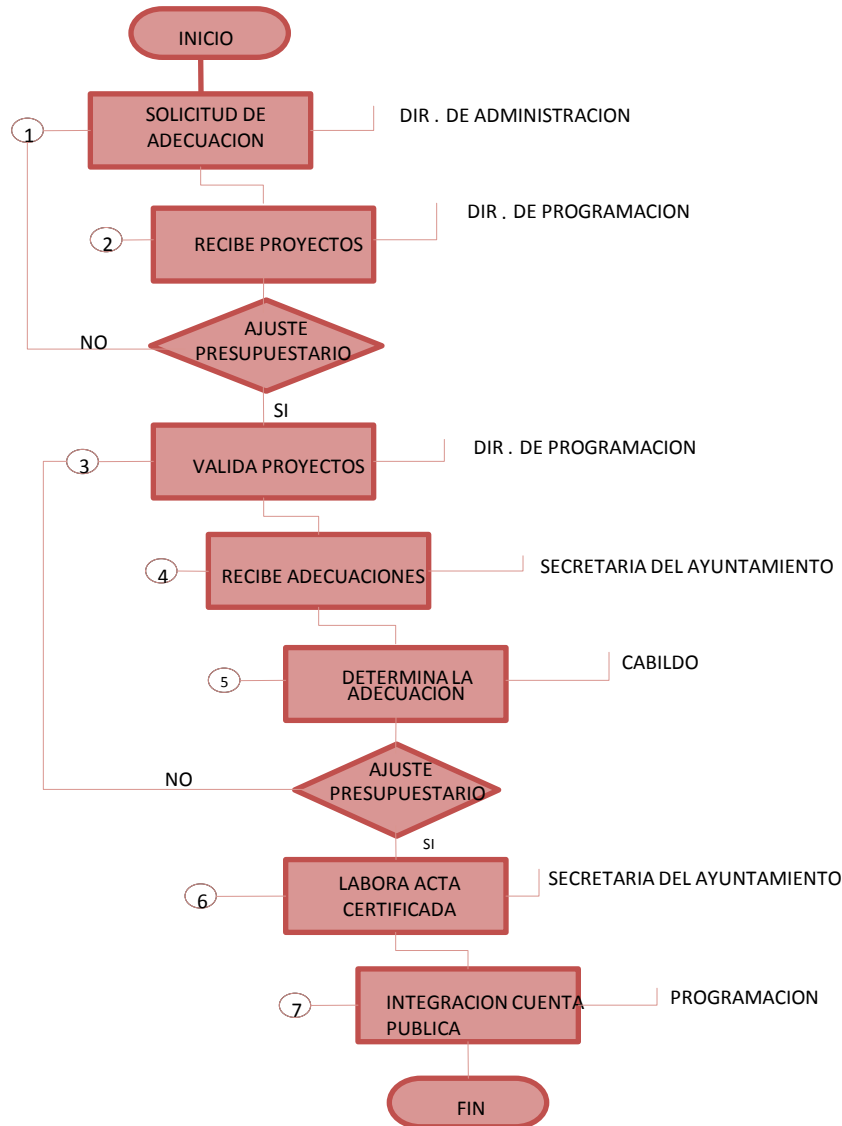 INICIO
1
SOLICITUD DE
ADECUACION
DIR . DE ADMINISTRACION
2
RECIBE PROYECTOS
DIR . DE PROGRAMACION
NO
AJUSTE
PRESUPUESTARIO
SI
3
VALIDA PROYECTOS
DIR . DE PROGRAMACION
4
RECIBE ADECUACIONES
SECRETARIA DEL AYUNTAMIENTO
5
DETERMINA LA
ADECUACION
CABILDO
NO
AJUSTE
PRESUPUESTARIO
SI
6
LABORA ACTA
CERTIFICADA
SECRETARIA DEL AYUNTAMIENTO
7
INTEGRACION CUENTA
PUBLICA
PROGRAMACION
FIN